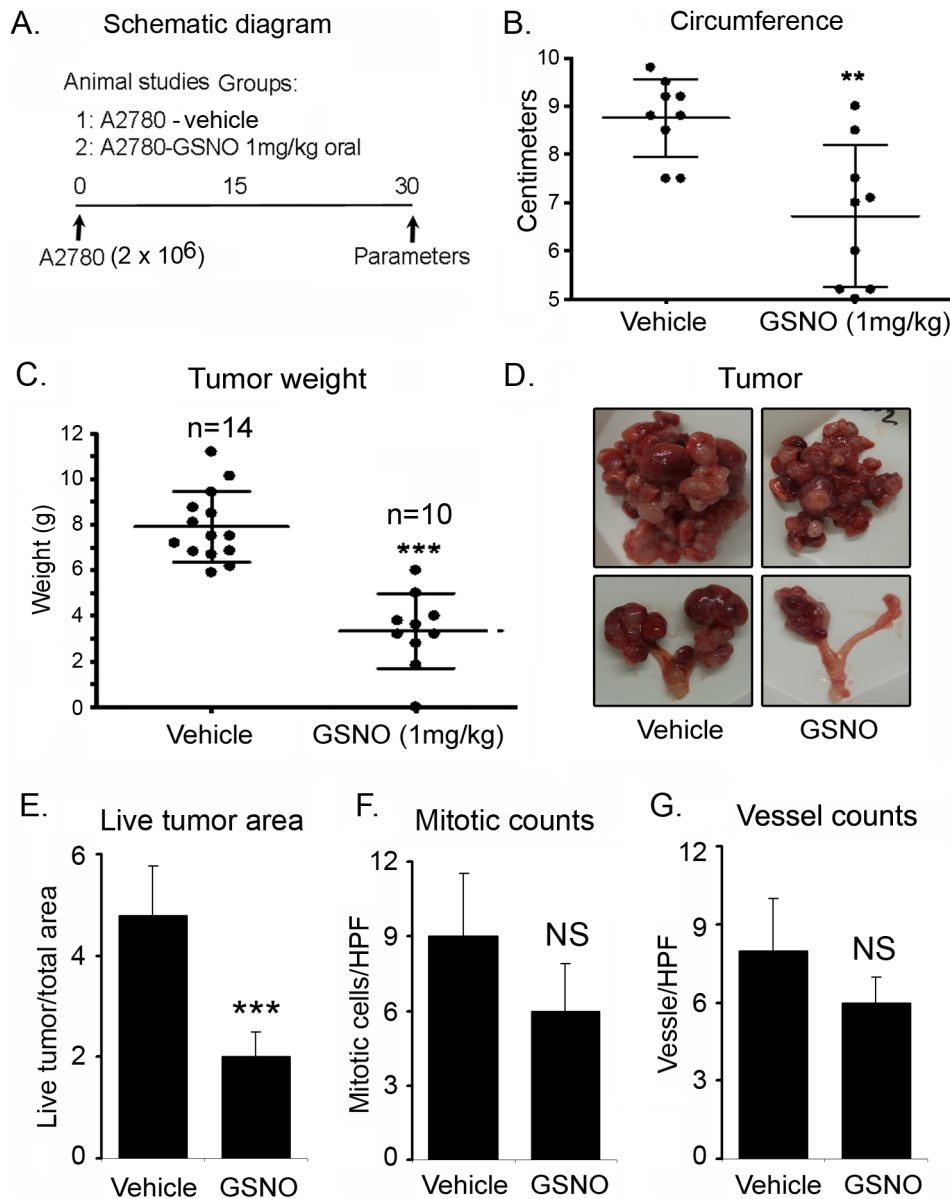 A. Schematic diagram
Animal studies Groups:
1: A2780 - vehicle
2: A2780-GSNO 1mg/kg oral
0 15 30
A2780 (2 x 10⁶) Parameters
B. Circumference
Centimeters
10
9
8
7
6
5
**
Vehicle GSNO (1mg/kg)
C. Tumor weight
Weight (g)
12
10
8
6
4
2
0
n=14
n=10
***
Vehicle GSNO (1mg/kg)
D. Tumor
2
Vehicle GSNO
E. Live tumor area
Live tumor/total area
6
4
2
0
***
Vehicle GSNO
F. Mitotic counts
Mitotic cells/HPF
12
9
6
3
0
NS
Vehicle GSNO
G. Vessel counts
Vessle/HPF
12
9
6
3
0
NS
Vehicle GSNO